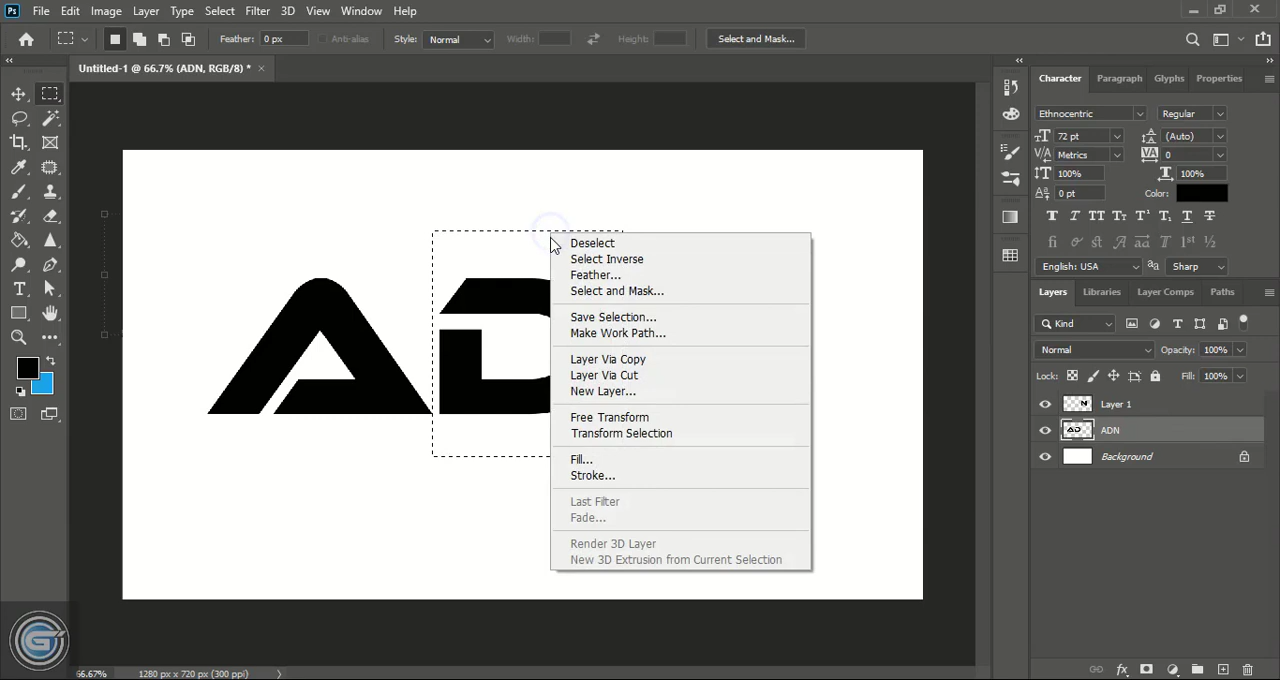 Ps File Edit Image Layer Type Select Filter 3D View Window Help
Feather: 0 px Anti-alias Style: Normal Width: Height: Select and Mask...
Untitled-1 @ 66.7% (ADN, RGB/8) * ×
Character Paragraph Glyphs Properties
Ethnocentric Regular
72 pt (Auto)
Metrics 0
100% 100%
0 pt Color:
English: USA Sharp
Layers Libraries Layer Comps Paths
Kind
Normal Opacity: 100%
Lock: Fill: 100%
Layer 1
ADN
Background
AD
Deselect
Select Inverse
Feather...
Select and Mask...
Save Selection...
Make Work Path...
Layer Via Copy
Layer Via Cut
New Layer...
Free Transform
Transform Selection
Fill...
Stroke...
Last Filter
Fade...
Render 3D Layer
New 3D Extrusion from Current Selection
66.67% 1280 px x 720 px (300 ppi)